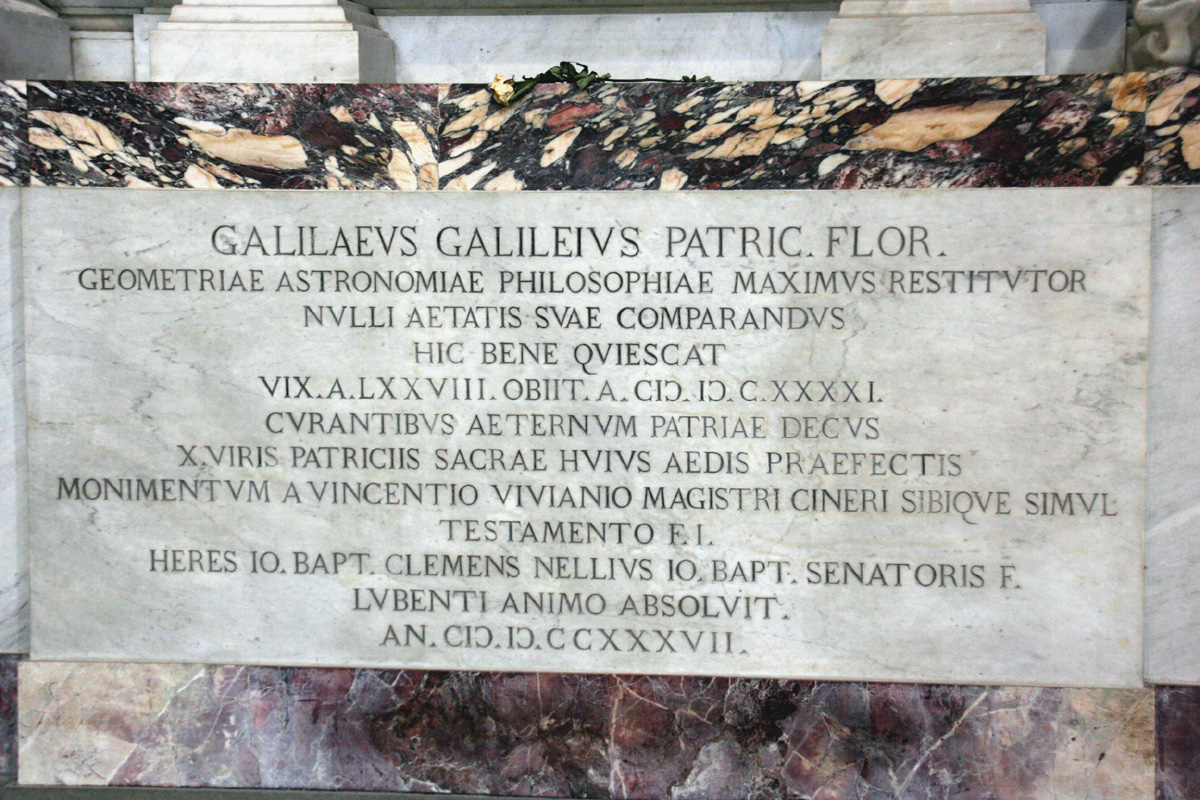 GALILAEVS GALILEIVS PATRIC. FLOR.
GEOMETRIAE ASTRONOMIAE PHILOSOPHIAE MAXIMVS RESTITVTOR
NVLLI AETATIS SVAE COMPARANDVS
HIC BENE QVIESCAT
VIX. A. LXXVIII. OBIIT. A. CIƆ. IƆ. C. XXXXI.
CVRANTIBVS AETERNVM PATRIAE DECVS
X.VIRIS PATRICIIS SACRAE HVIVS AEDIS PRAEFECTIS
MONIMENTVM A VINCENTIO VIVIANIO MAGISTRI CINERI SIBIQVE SIMVL
TESTAMENTO F. I.
HERES IO. BAPT. CLEMENS NELLIVS IO. BAPT. SENATORIS F.
LVBENTI ANIMO ABSOLVIT.
AN. CIƆ. IƆ. CCXXXVII.